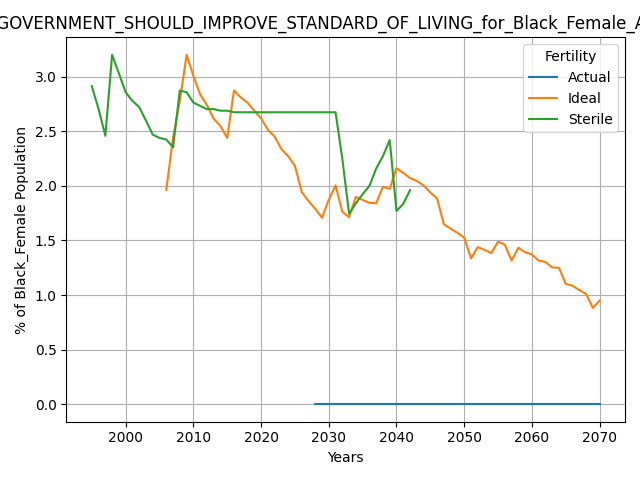 GOVERNMENT_SHOULD_IMPROVE_STANDARD_OF_LIVING_for_Black_Female_A
Fertility
Actual
Ideal
Sterile
% of Black_Female Population
3.0
2.5
2.0
1.5
1.0
0.5
0.0
2000 2010 2020 2030 2040 2050 2060 2070
Years